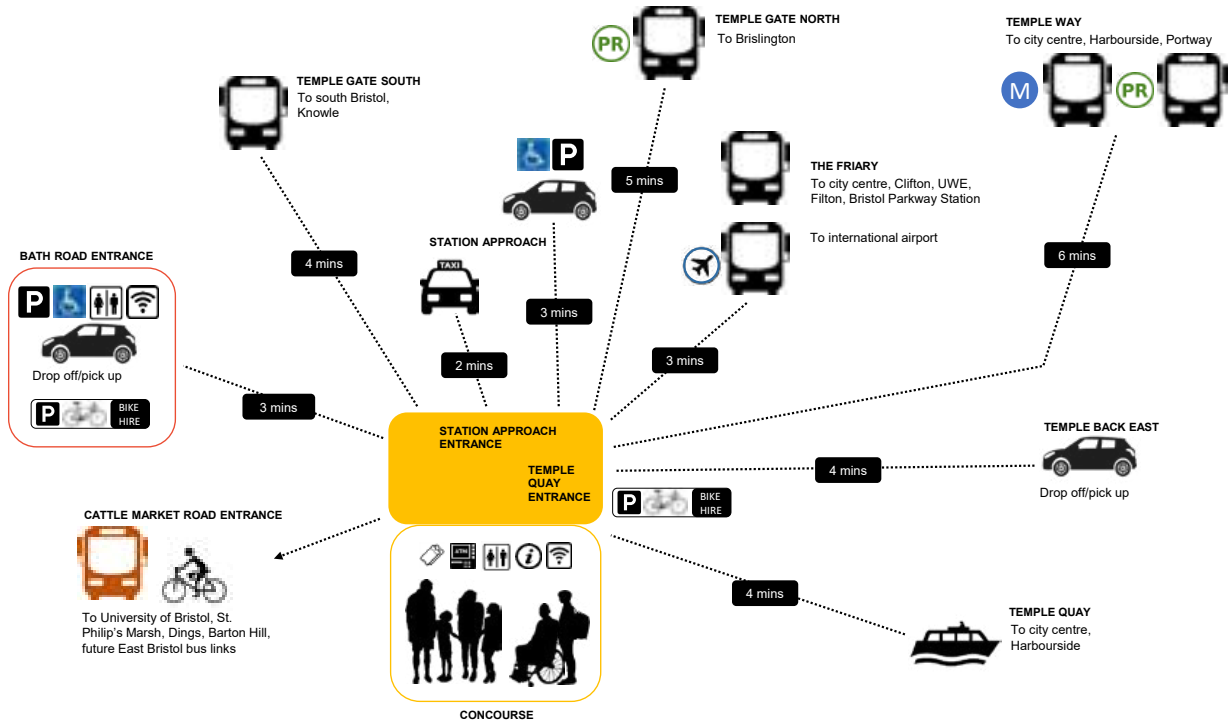 TEMPLE GATE NORTH
To Brislington
PR
TEMPLE WAY
To city centre, Harbourside, Portway
M
PR
TEMPLE GATE SOUTH
To south Bristol,
Knowle
P
THE FRIARY
To city centre, Clifton, UWE,
Filton, Bristol Parkway Station
To international airport
5 mins
6 mins
4 mins
STATION APPROACH
TAXI
BATH ROAD ENTRANCE
P
Drop off/pick up
P
BIKE
HIRE
3 mins
2 mins
3 mins
3 mins
STATION APPROACH
ENTRANCE
TEMPLE
QUAY
ENTRANCE
P
BIKE
HIRE
4 mins
TEMPLE BACK EAST
Drop off/pick up
CATTLE MARKET ROAD ENTRANCE
To University of Bristol, St.
Philip's Marsh, Dings, Barton Hill,
future East Bristol bus links
ATM
i
4 mins
TEMPLE QUAY
To city centre,
Harbourside
CONCOURSE